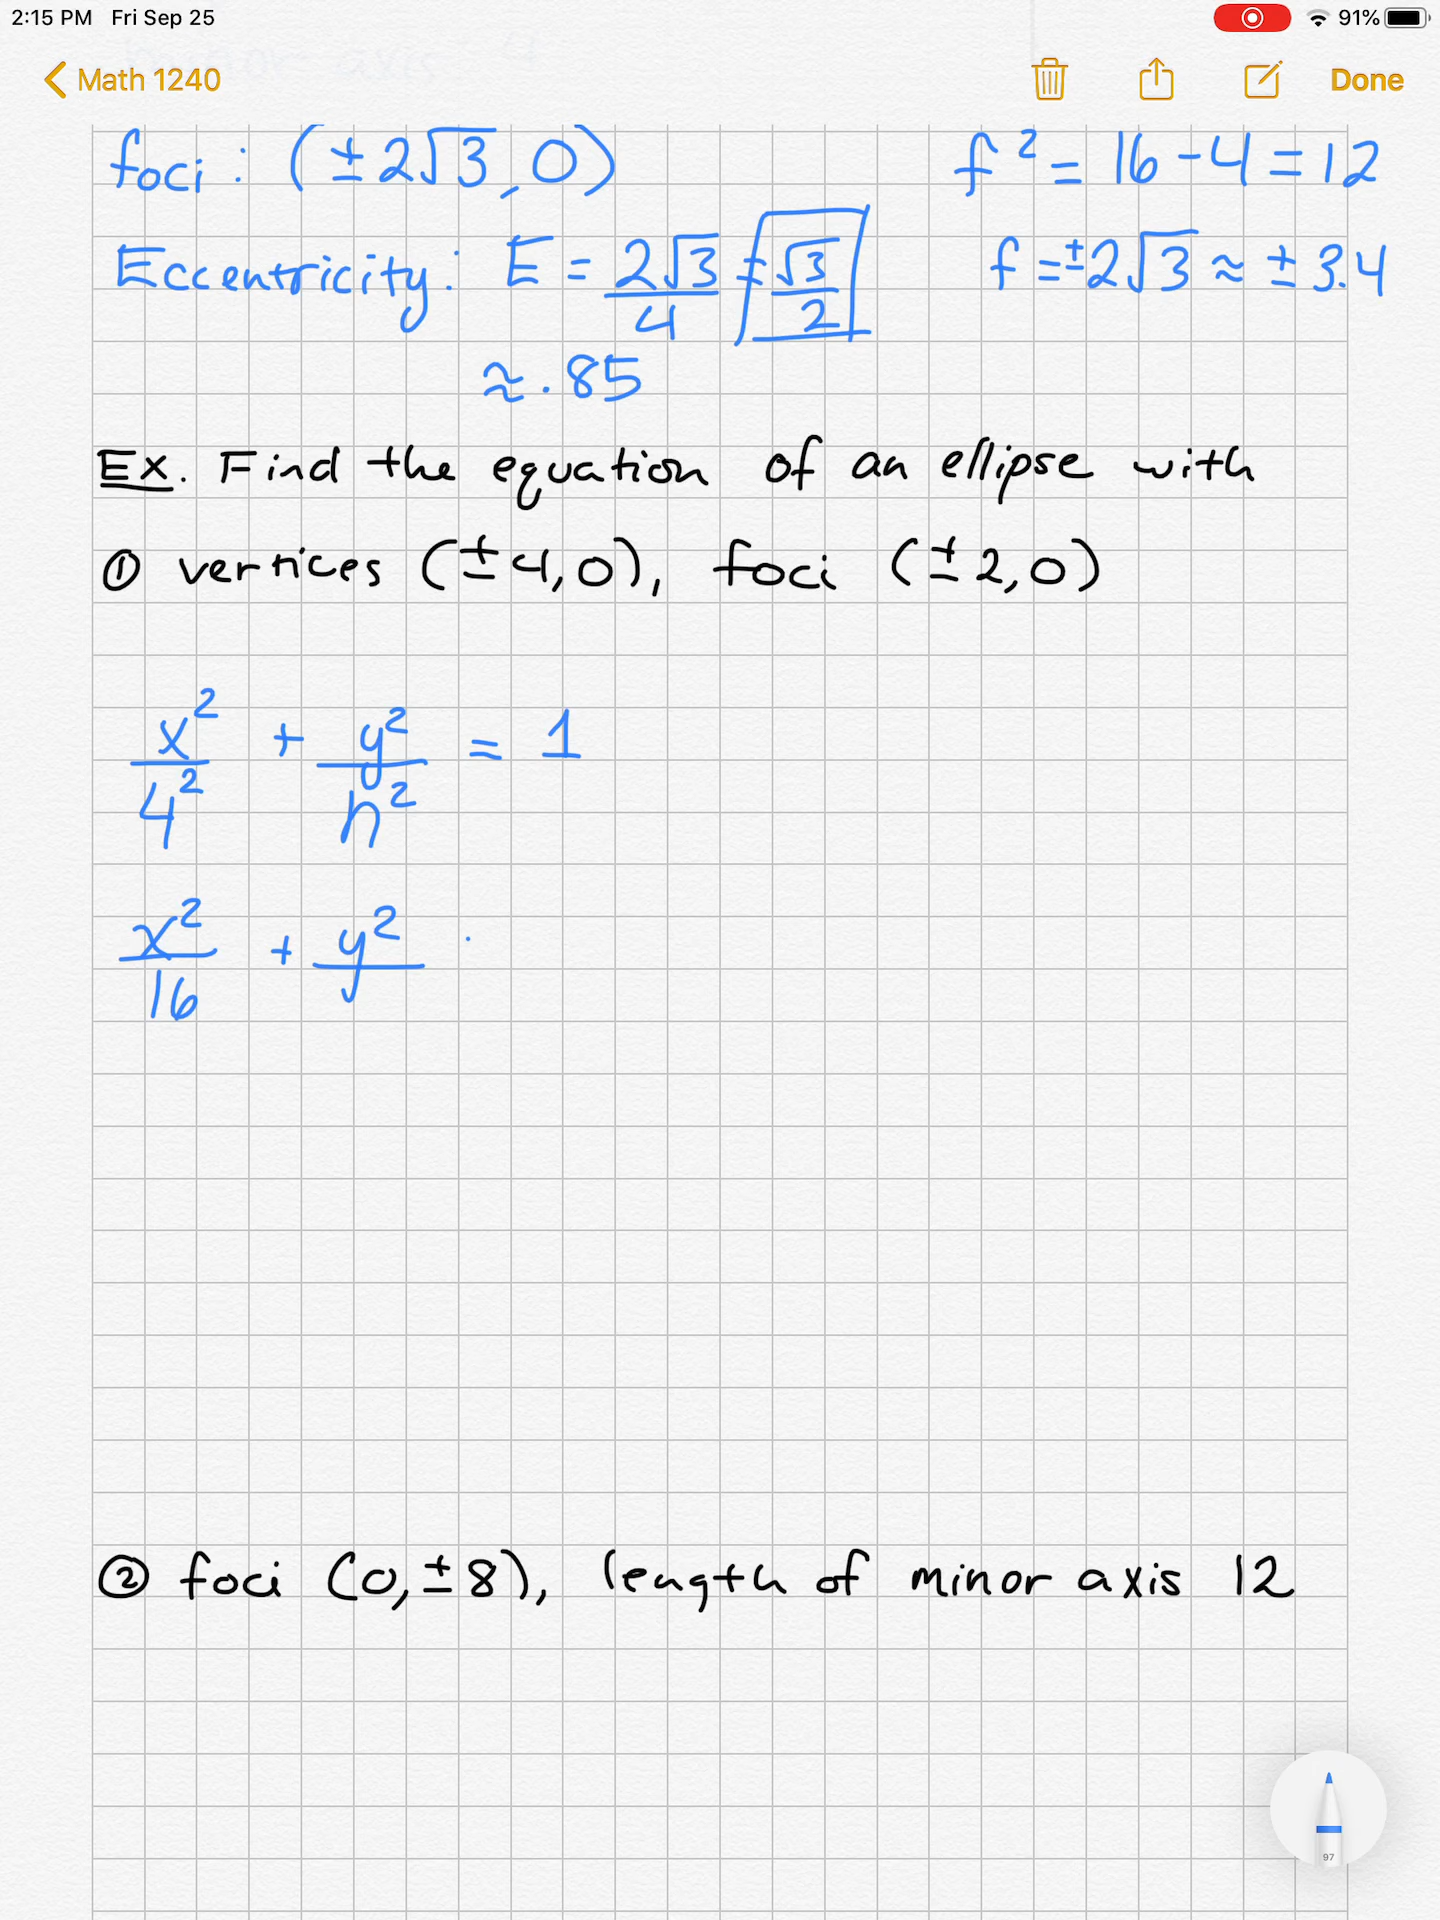 2:15 PM Fri Sep 25 91%
Math 1240 Done
foci: (±2√3, 0) f² = 16 - 4 = 12
Eccentricity: E = 2√3/4 = √3/2 f = ±2√3 ≈ ±3.4
≈ .85
Ex. Find the equation of an ellipse with
① vertices (±4,0), foci (±2,0)
x²/4² + y²/n² = 1
x²/16 + y²
② foci (0,±8), length of minor axis 12
97